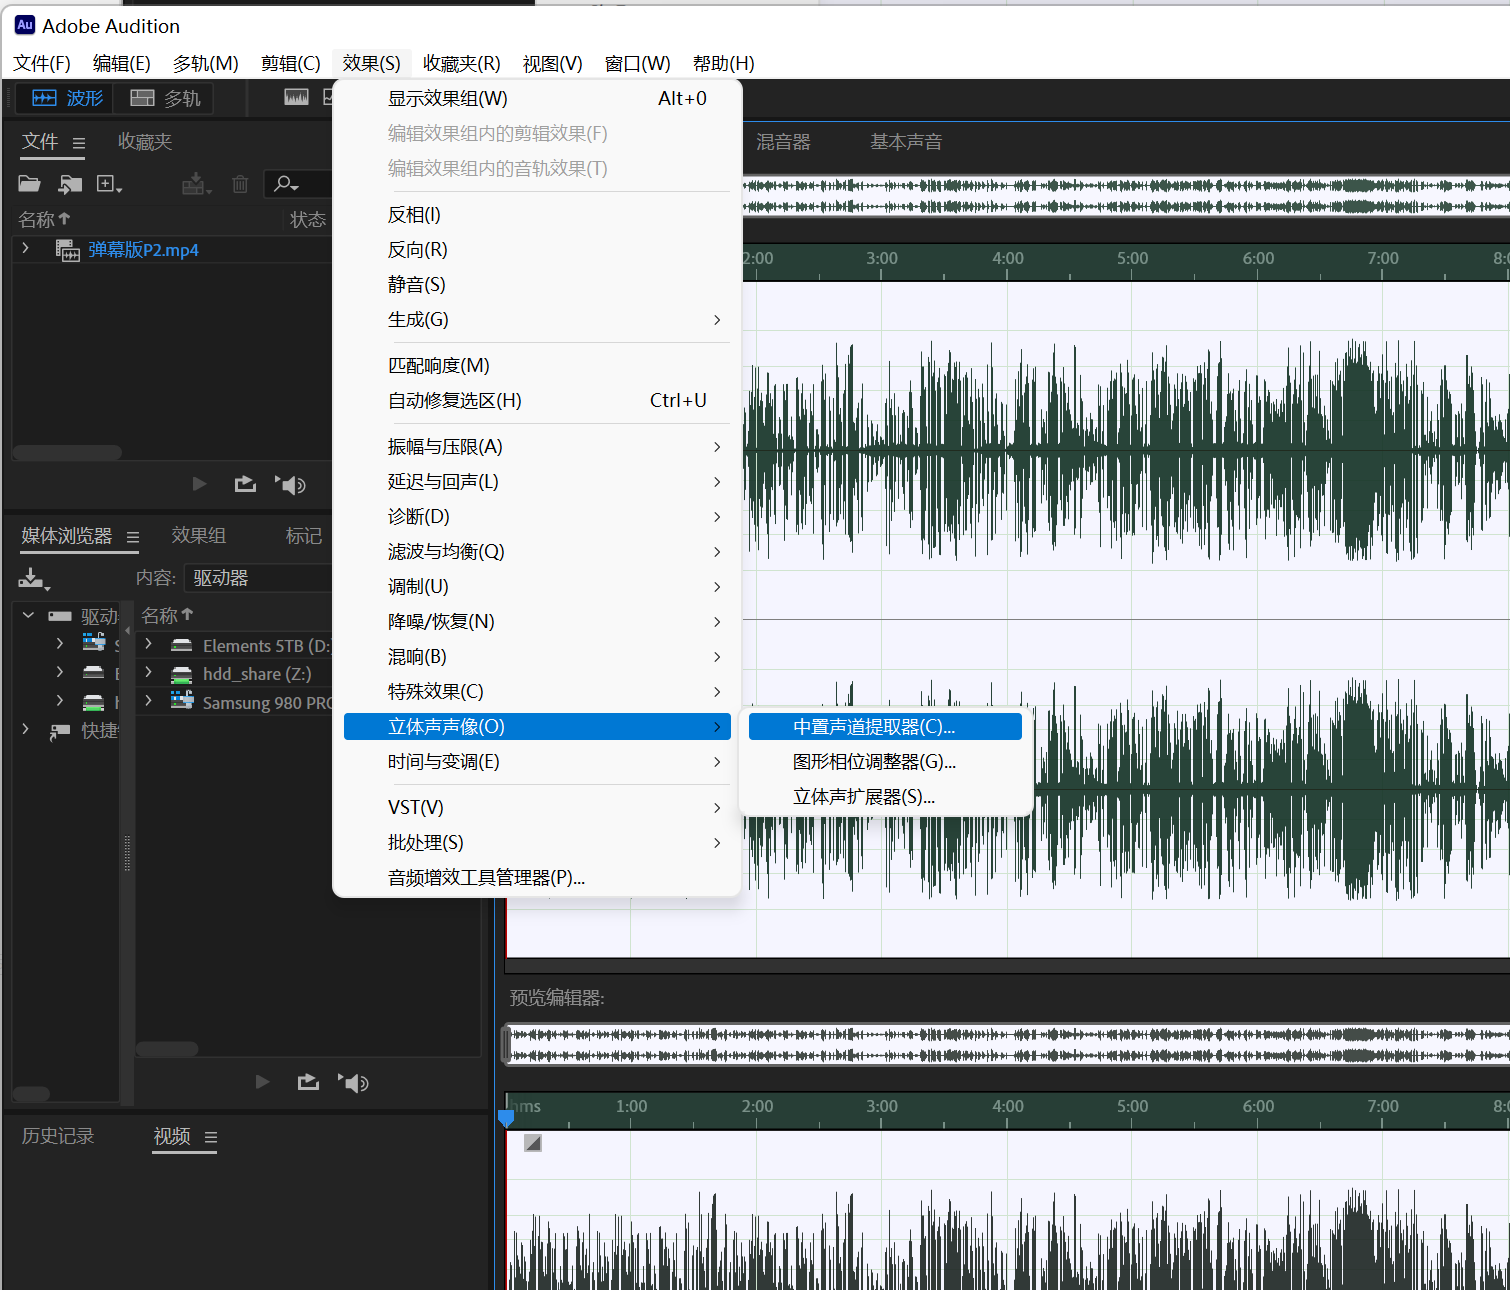 Au Adobe Audition
文件(F) 编辑(E) 多轨(M) 剪辑(C) 效果(S) 收藏夹(R) 视图(V) 窗口(W) 帮助(H)
波形 多轨
文件 收藏夹
名称 状态
弹幕版P2.mp4
显示效果组(W) Alt+0
编辑效果组内的剪辑效果(F)
编辑效果组内的音轨效果(T)
反相(I)
反向(R)
静音(S)
生成(G)
匹配响度(M)
自动修复选区(H) Ctrl+U
振幅与压限(A)
延迟与回声(L)
诊断(D)
滤波与均衡(Q)
调制(U)
降噪/恢复(N)
混响(B)
特殊效果(C)
立体声声像(O)
时间与变调(E)
VST(V)
批处理(S)
音频增效工具管理器(P)...
中置声道提取器(C)...
图形相位调整器(G)...
立体声扩展器(S)...
混音器 基本声音
2:00 3:00 4:00 5:00 6:00 7:00 8:0
媒体浏览器 效果组 标记
内容: 驱动器
驱动 名称
Elements 5TB (D:
hdd_share (Z:)
Samsung 980 PRO
快捷
预览编辑器:
hms 1:00 2:00 3:00 4:00 5:00 6:00 7:00 8:0
历史记录 视频